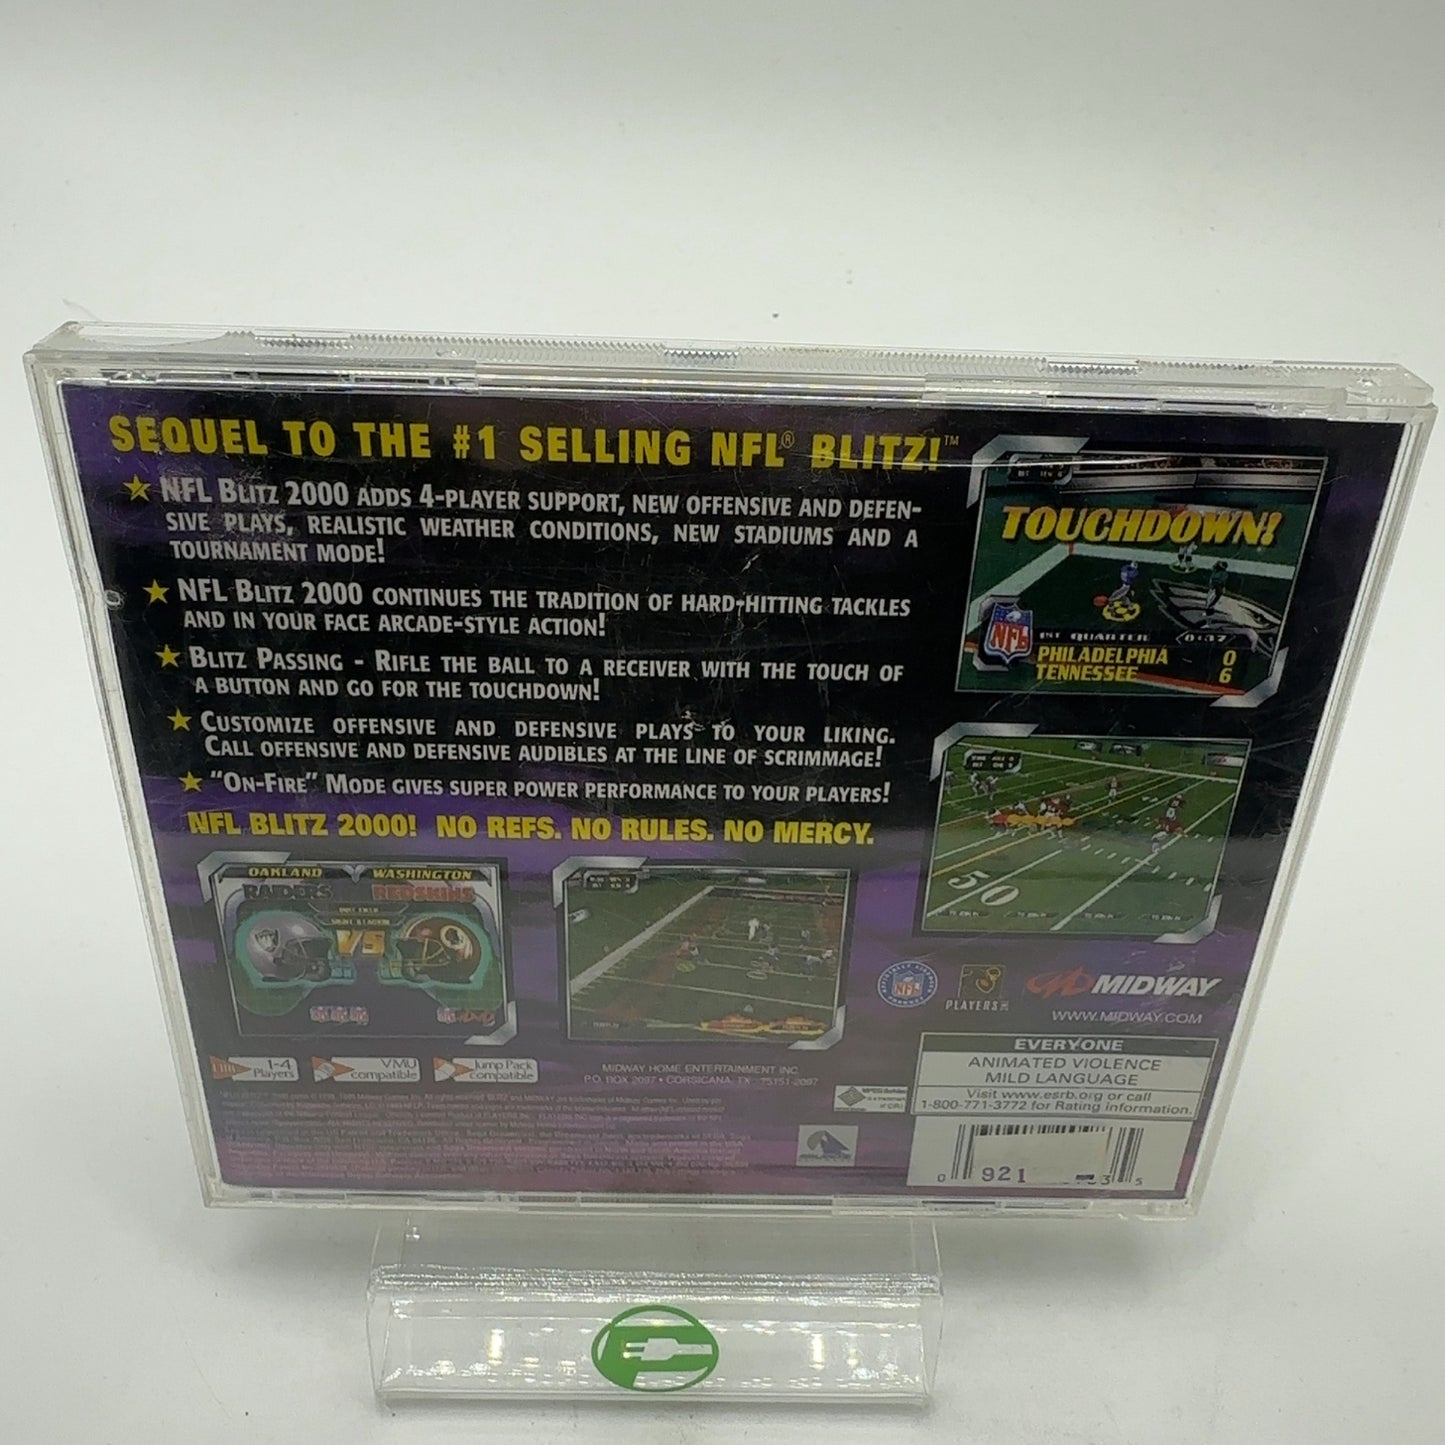 SEQUEL TO THE #1 SELLING NFL® BLITZ!™
NFL BLITZ 2000 ADDS 4-PLAYER SUPPORT, NEW OFFENSIVE AND DEFEN-
SIVE PLAYS, REALISTIC WEATHER CONDITIONS, NEW STADIUMS AND A
TOURNAMENT MODE!
NFL BLITZ 2000 CONTINUES THE TRADITION OF HARD-HITTING TACKLES
AND IN YOUR FACE ARCADE-STYLE ACTION!
BLITZ PASSING - RIFLE THE BALL TO A RECEIVER WITH THE TOUCH OF
A BUTTON AND GO FOR THE TOUCHDOWN!
CUSTOMIZE OFFENSIVE AND DEFENSIVE PLAYS TO YOUR LIKING.
CALL OFFENSIVE AND DEFENSIVE AUDIBLES AT THE LINE OF SCRIMMAGE!
"ON-FIRE" MODE GIVES SUPER POWER PERFORMANCE TO YOUR PLAYERS!
NFL BLITZ 2000! NO REFS. NO RULES. NO MERCY.
TOUCHDOWN!
NFL
1ST QUARTER 0:37
PHILADELPHIA 0
TENNESSEE 6
50
OAKLAND WASHINGTON
RAIDERS REDSKINS
VS
NFL
PLAYERS
MIDWAY
WWW.MIDWAY.COM
1-4
Players
VMU
compatible
Jump Pack
compatible
MIDWAY HOME ENTERTAINMENT INC.
P.O. BOX 2097 • CORSICANA, TX • 75151-2097
EVERYONE
ANIMATED VIOLENCE
MILD LANGUAGE
Visit www.esrb.org or call
1-800-771-3772 for Rating information.
0 921 5